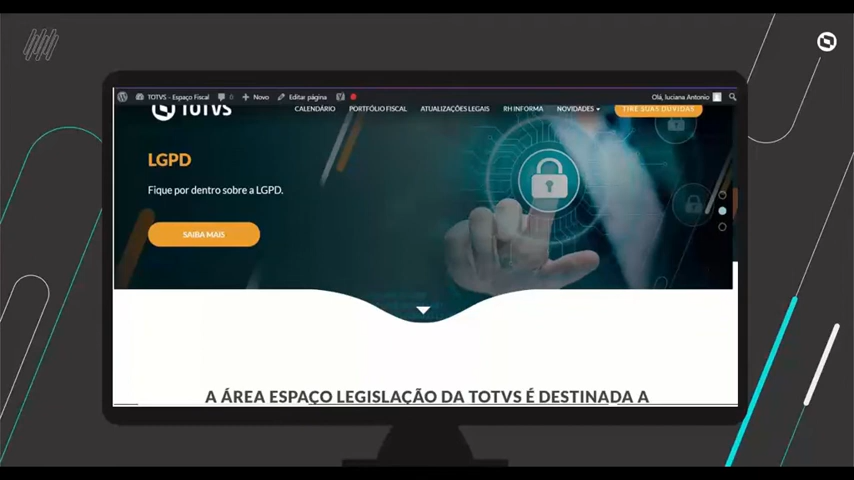 TOTVS - Espaço Fiscal 0 Novo Editar página Olá, luciana Antonio
TOTVS CALENDÁRIO PORTFÓLIO FISCAL ATUALIZAÇÕES LEGAIS RH INFORMA NOVIDADES TIRE SUAS DÚVIDAS
LGPD
Fique por dentro sobre a LGPD.
SAIBA MAIS
A ÁREA ESPAÇO LEGISLAÇÃO DA TOTVS É DESTINADA A